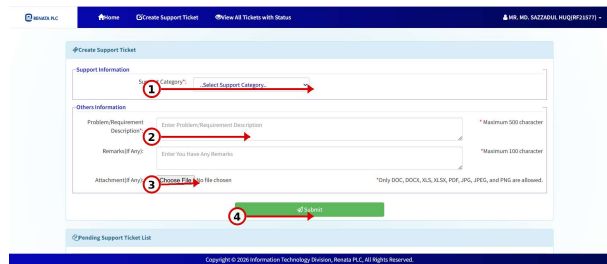 RENATA PLC Home Create Support Ticket View All Tickets with Status MR. MD. SAZZADUL HUQ(RF21577)
Create Support Ticket
Support Information
Support Category*: ..Select Support Category..
1
Others Information
Problem/Requirement Description*: Enter Problem/Requirement Description * Maximum 500 character
2
Remarks(If Any): Enter You Have Any Remarks *Maximum 100 character
Attachment(If Any): Choose File No file chosen *Only DOC, DOCX, XLS, XLSX, PDF, JPG, JPEG, and PNG are allowed.
3
Submit
4
Pending Support Ticket List
Copyright © 2026 Information Technology Division, Renata PLC, All Rights Reserved.